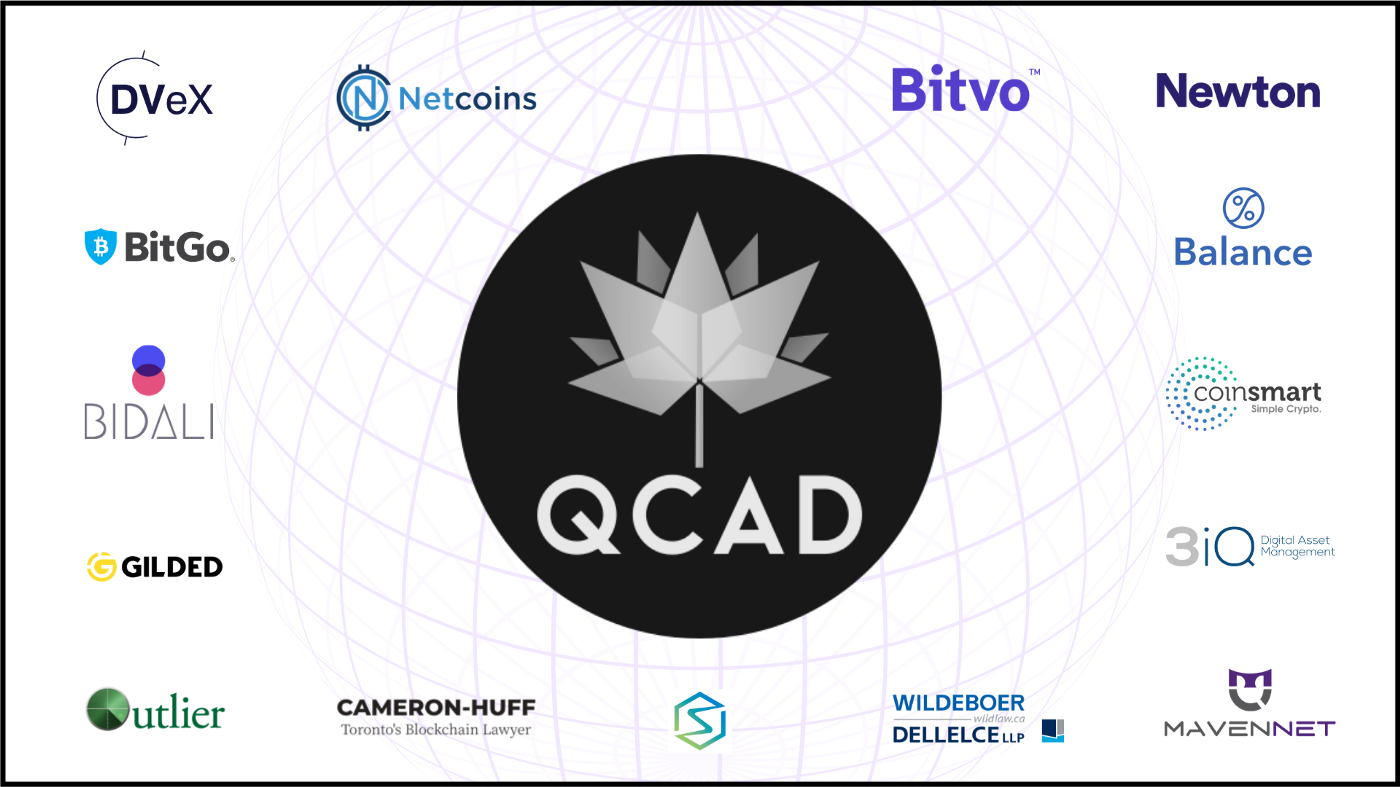 DVeX
Netcoins
Bitvo™
Newton
BitGo®
Balance
BIDALI
coinsmart
Simple Crypto.
QCAD
GILDED
3iQ Digital Asset
Management
Outlier
CAMERON-HUFF
Toronto's Blockchain Lawyer
WILDEBOER
wildlaw.ca
DELLELCE LLP
MAVENNET